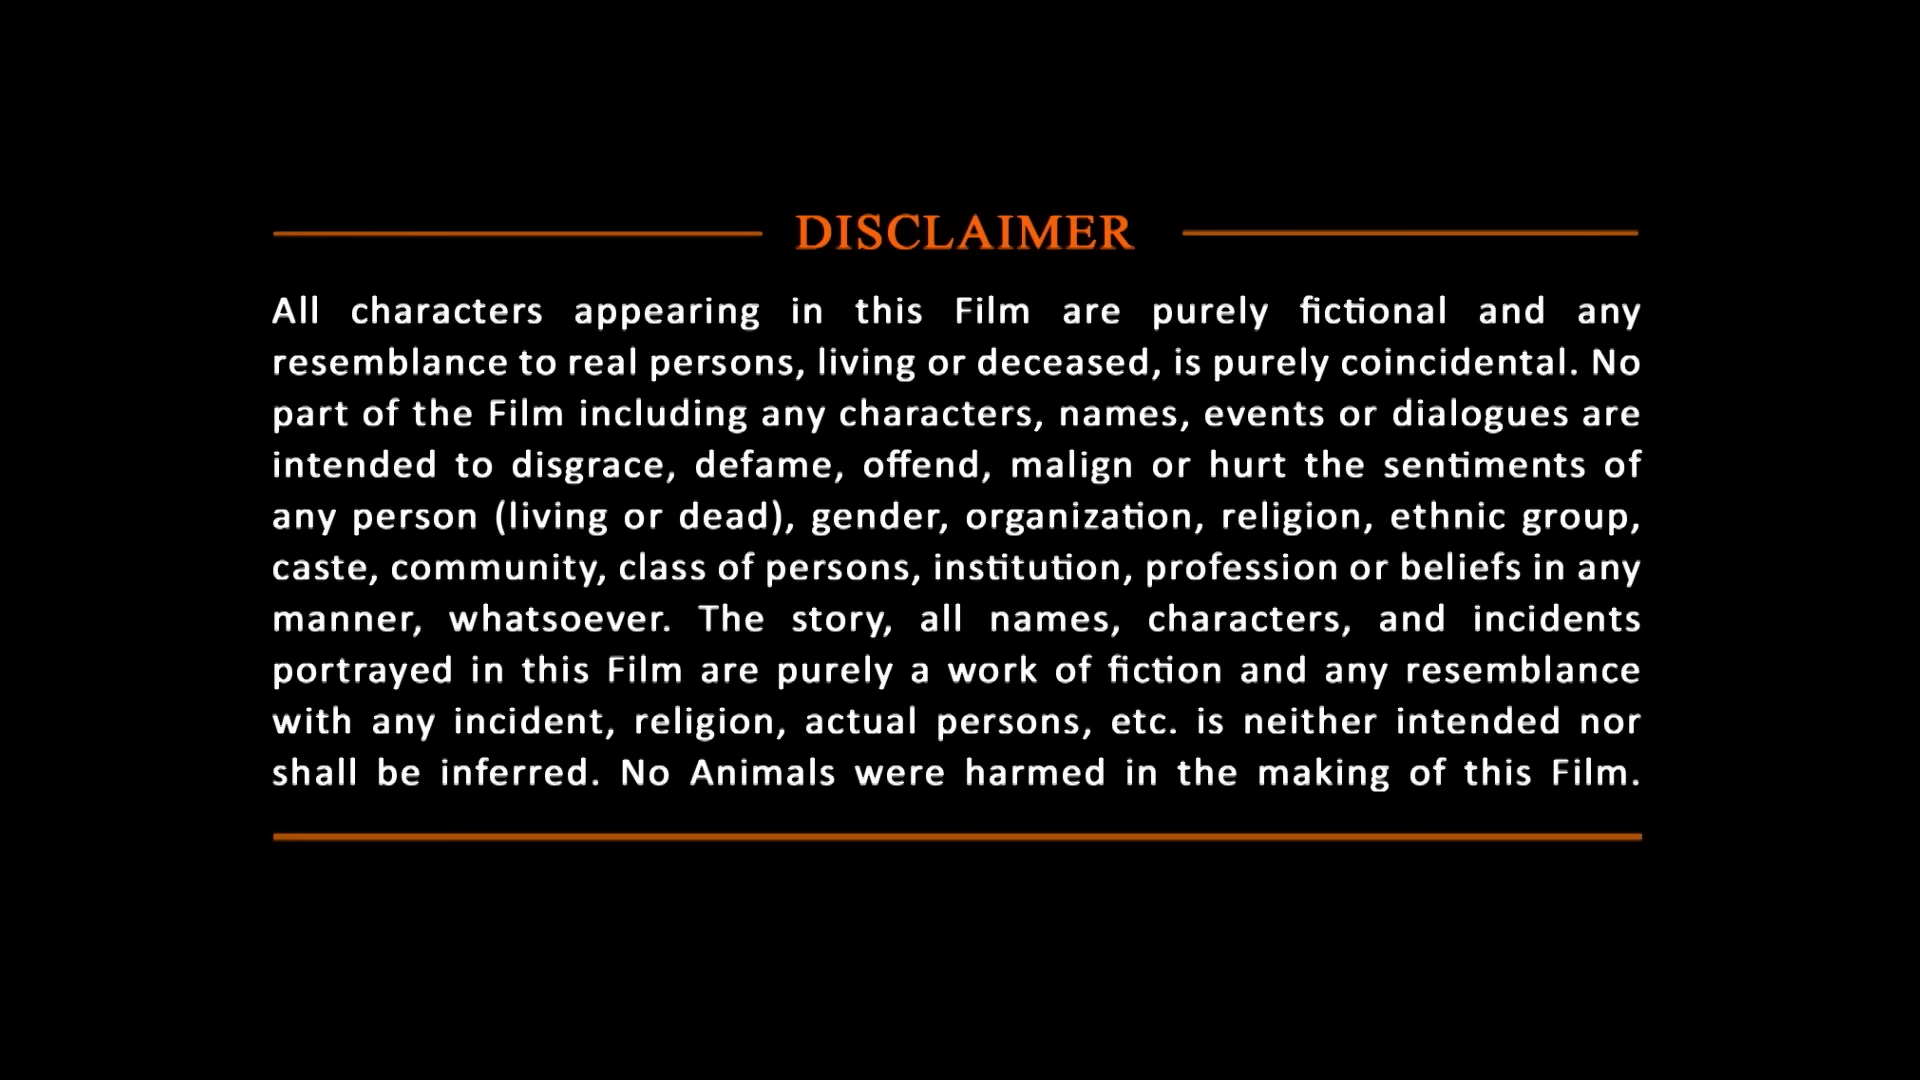 DISCLAIMER
All characters appearing in this Film are purely fictional and any
resemblance to real persons, living or deceased, is purely coincidental. No
part of the Film including any characters, names, events or dialogues are
intended to disgrace, defame, offend, malign or hurt the sentiments of
any person (living or dead), gender, organization, religion, ethnic group,
caste, community, class of persons, institution, profession or beliefs in any
manner, whatsoever. The story, all names, characters, and incidents
portrayed in this Film are purely a work of fiction and any resemblance
with any incident, religion, actual persons, etc. is neither intended nor
shall be inferred. No Animals were harmed in the making of this Film.